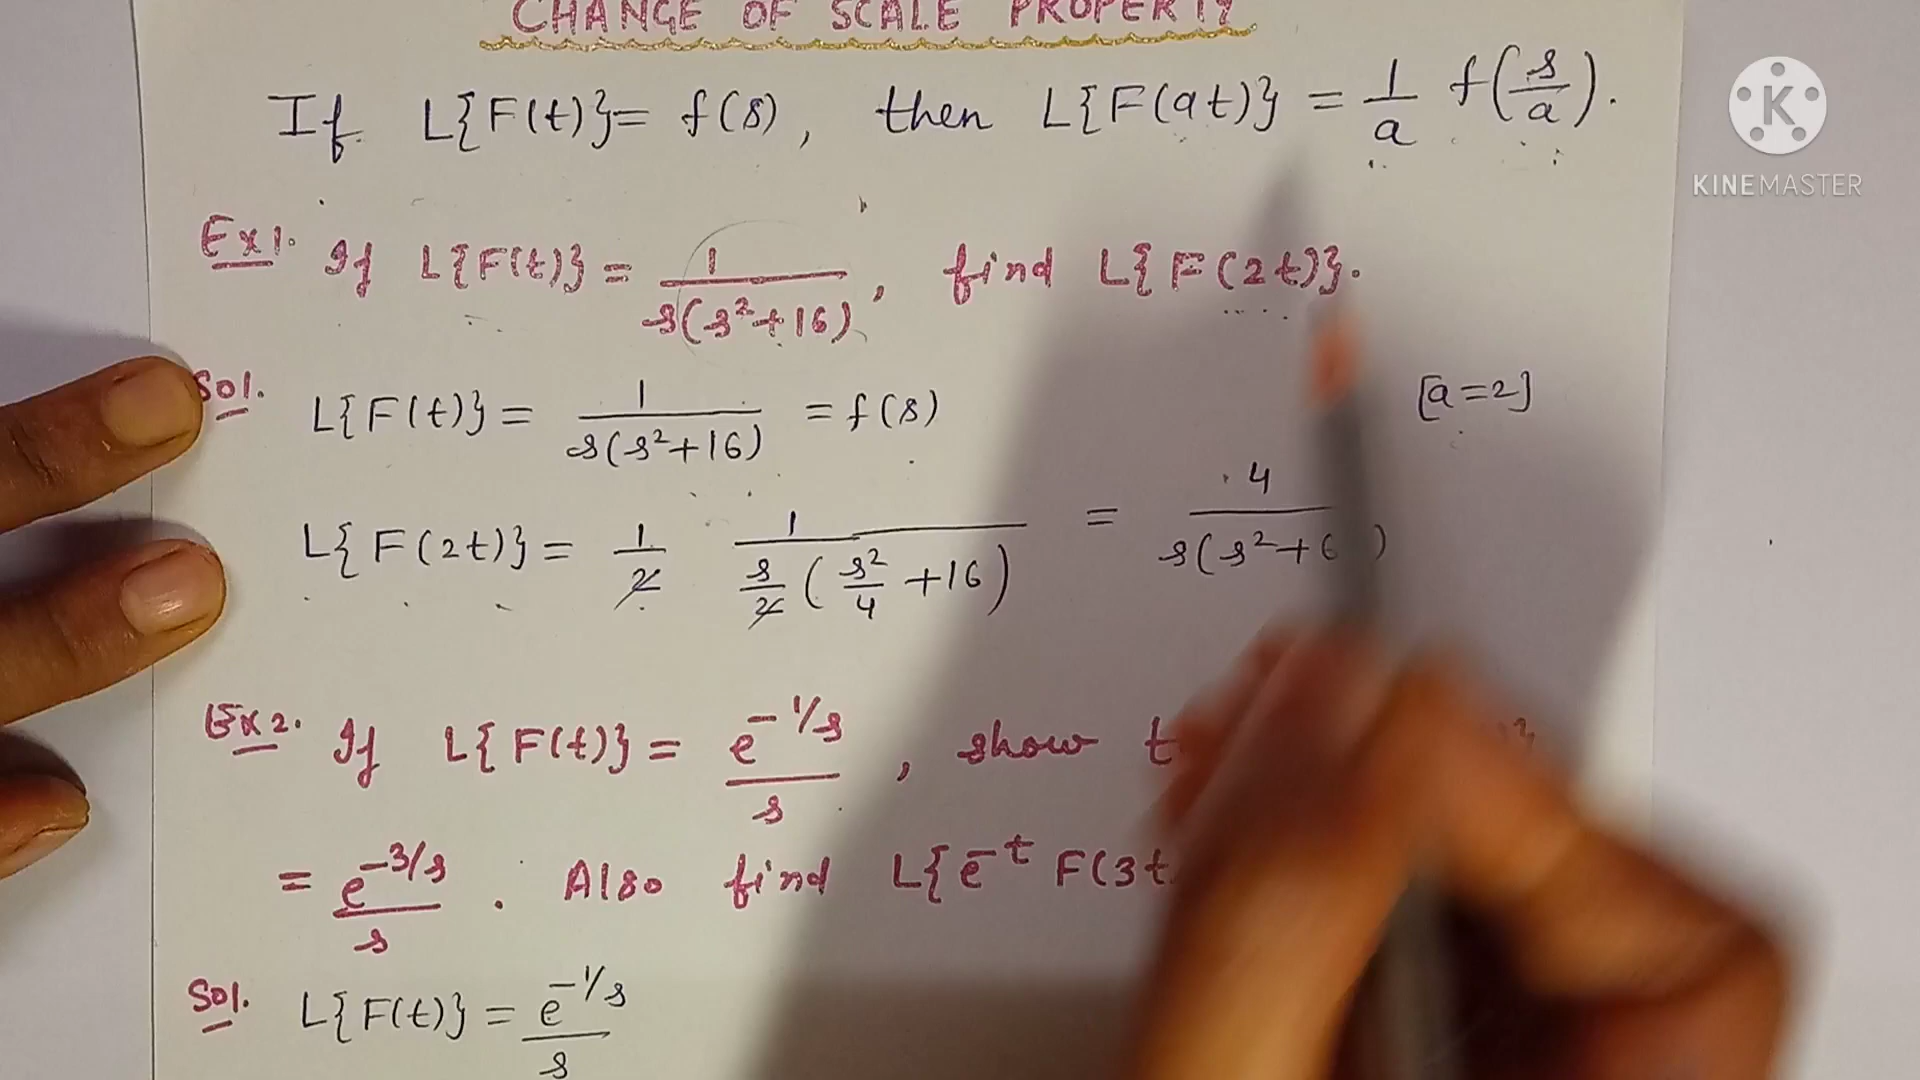 CHANGE OF SCALE PROPERTY
If L{F(t)} = f(s), then L{F(at)} = 1/a f(s/a).
KINEMASTER
Ex1. If L{F(t)} = 1/s(s²+16), find L{F(2t)}.
Sol. L{F(t)} = 1/s(s²+16) = f(s) [a=2]
L{F(2t)} = 1/2 1/(s/2(s²/4+16)) = 4/s(s²+6 )
Ex2. If L{F(t)} = e^(-1/s)/s, show
= e^(-3/s)/s. Also find L{e^-t F(3t
Sol. L{F(t)} = e^(-1/s)/s